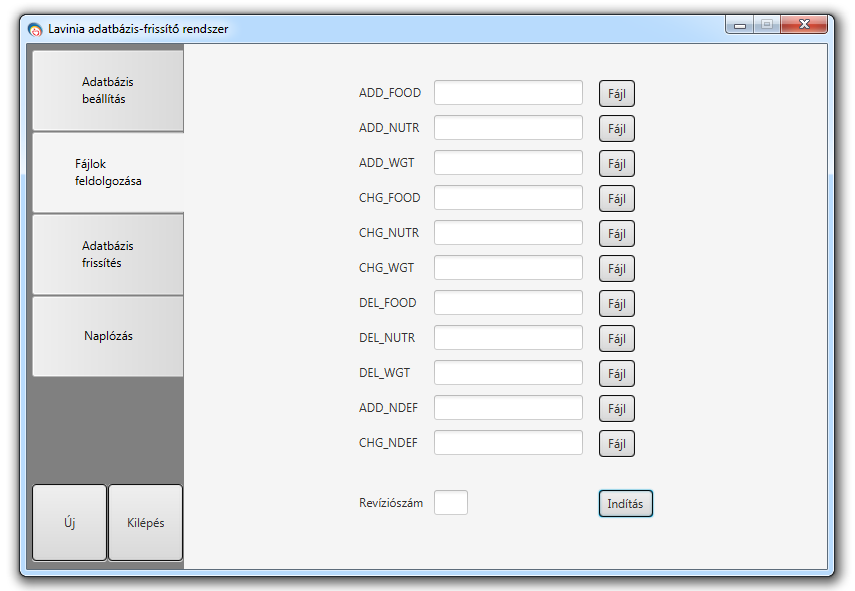 Lavinia adatbázis-frissítő rendszer
Adatbázis
beállítás
Fájlok
feldolgozása
Adatbázis
frissítés
Naplózás
Új
Kilépés
ADD_FOOD Fájl
ADD_NUTR Fájl
ADD_WGT Fájl
CHG_FOOD Fájl
CHG_NUTR Fájl
CHG_WGT Fájl
DEL_FOOD Fájl
DEL_NUTR Fájl
DEL_WGT Fájl
ADD_NDEF Fájl
CHG_NDEF Fájl
Revíziószám Indítás